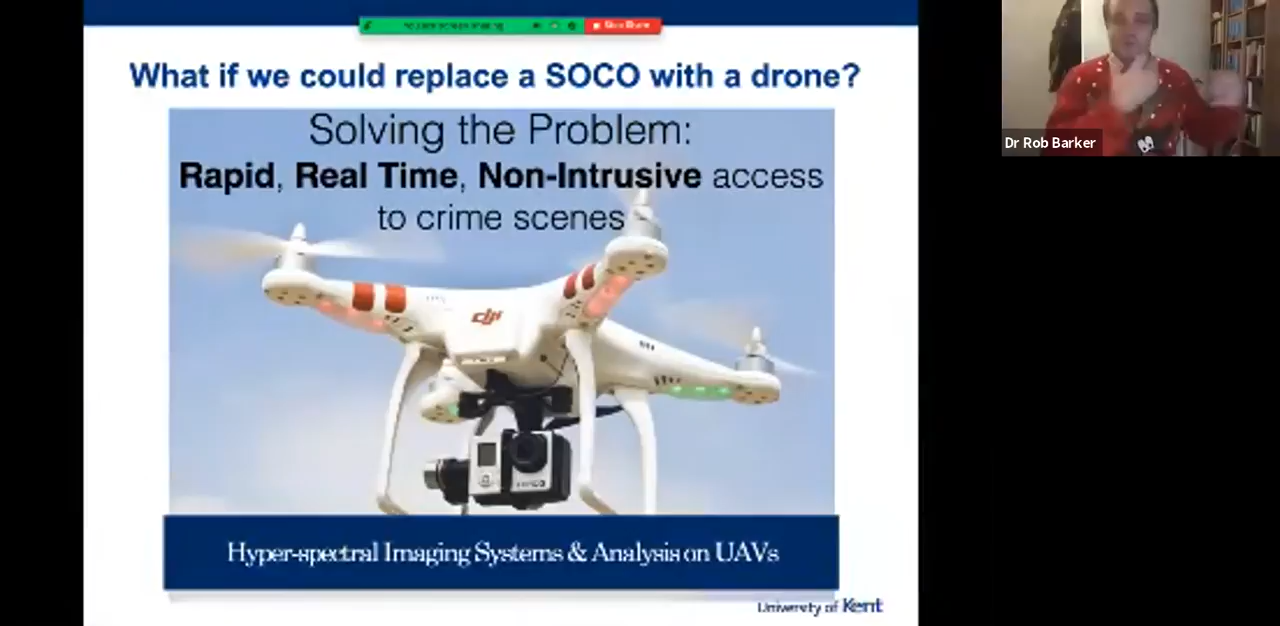 What if we could replace a SOCO with a drone?
Solving the Problem:
Rapid, Real Time, Non-Intrusive access
to crime scenes
dji
Hyper-spectral Imaging Systems & Analysis on UAVs
University of Kent
Dr Rob Barker